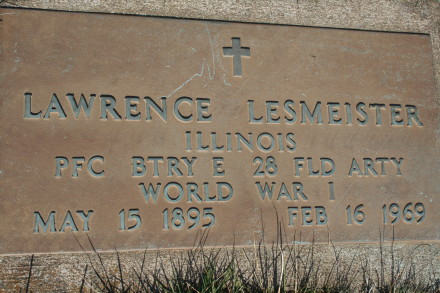 LAWRENCE LESMEISTER
ILLINOIS
PFC BTRY E 28 FLD ARTY
WORLD WAR I
MAY 15 1895 FEB 16 1969